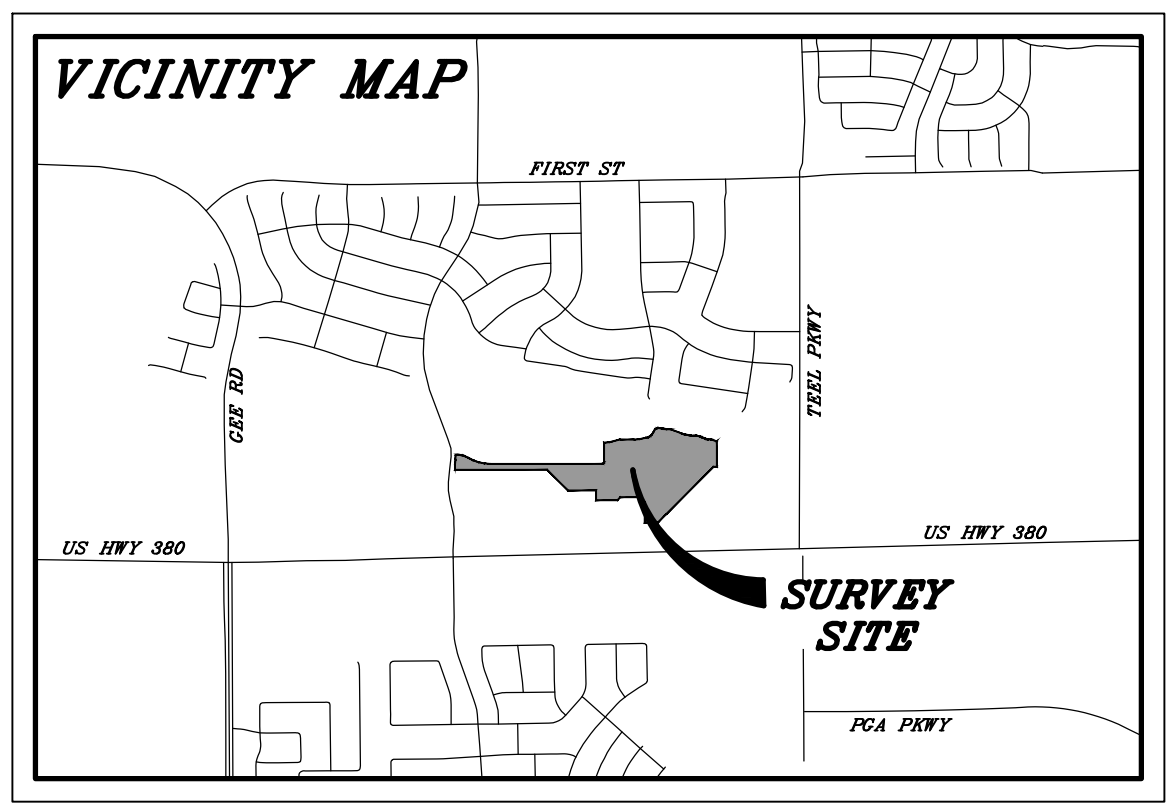 VICINITY MAP
FIRST ST
TEEL PKWY
GEE RD
US HWY 380
US HWY 380
SURVEY
SITE
PGA PKWY